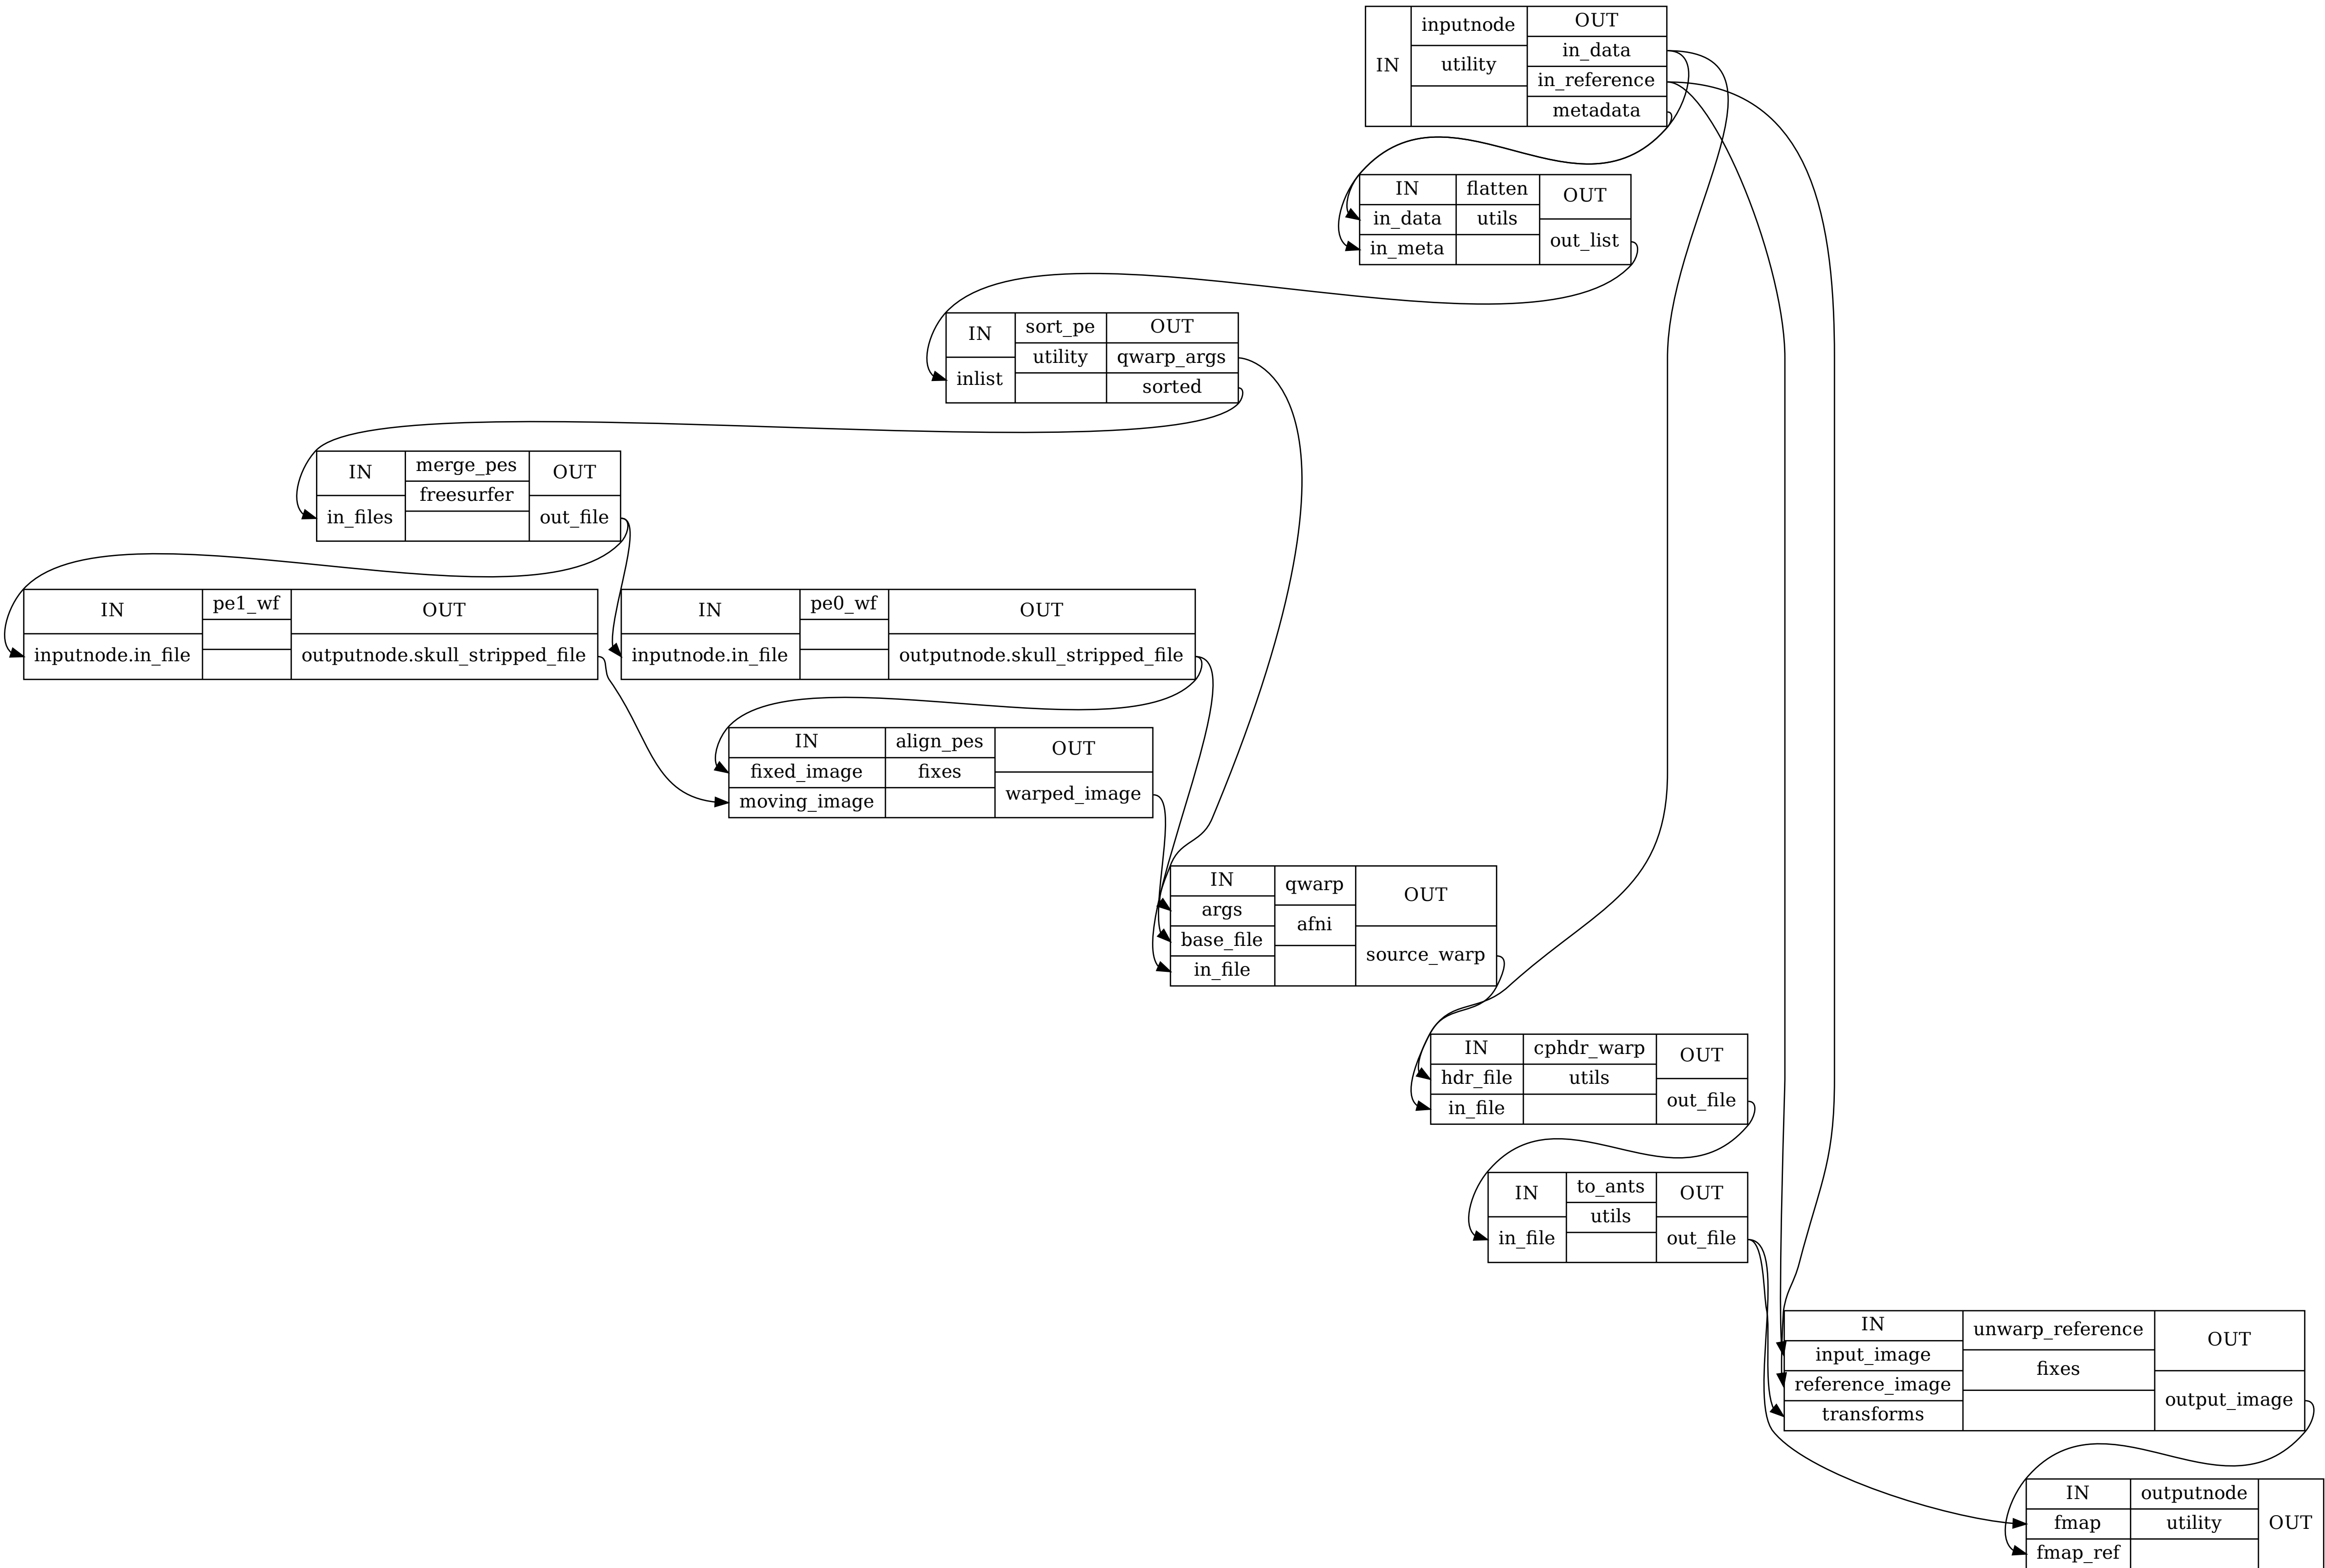 IN
inputnode
utility
OUT
in_data
in_reference
metadata
IN
in_data
in_meta
flatten
utils
OUT
out_list
IN
inlist
sort_pe
utility
OUT
qwarp_args
sorted
IN
in_files
merge_pes
freesurfer
OUT
out_file
IN
inputnode.in_file
pe1_wf
OUT
outputnode.skull_stripped_file
IN
inputnode.in_file
pe0_wf
OUT
outputnode.skull_stripped_file
IN
fixed_image
moving_image
align_pes
fixes
OUT
warped_image
IN
args
base_file
in_file
qwarp
afni
OUT
source_warp
IN
hdr_file
in_file
cphdr_warp
utils
OUT
out_file
IN
in_file
to_ants
utils
OUT
out_file
IN
input_image
reference_image
transforms
unwarp_reference
fixes
OUT
output_image
IN
fmap
fmap_ref
outputnode
utility
OUT